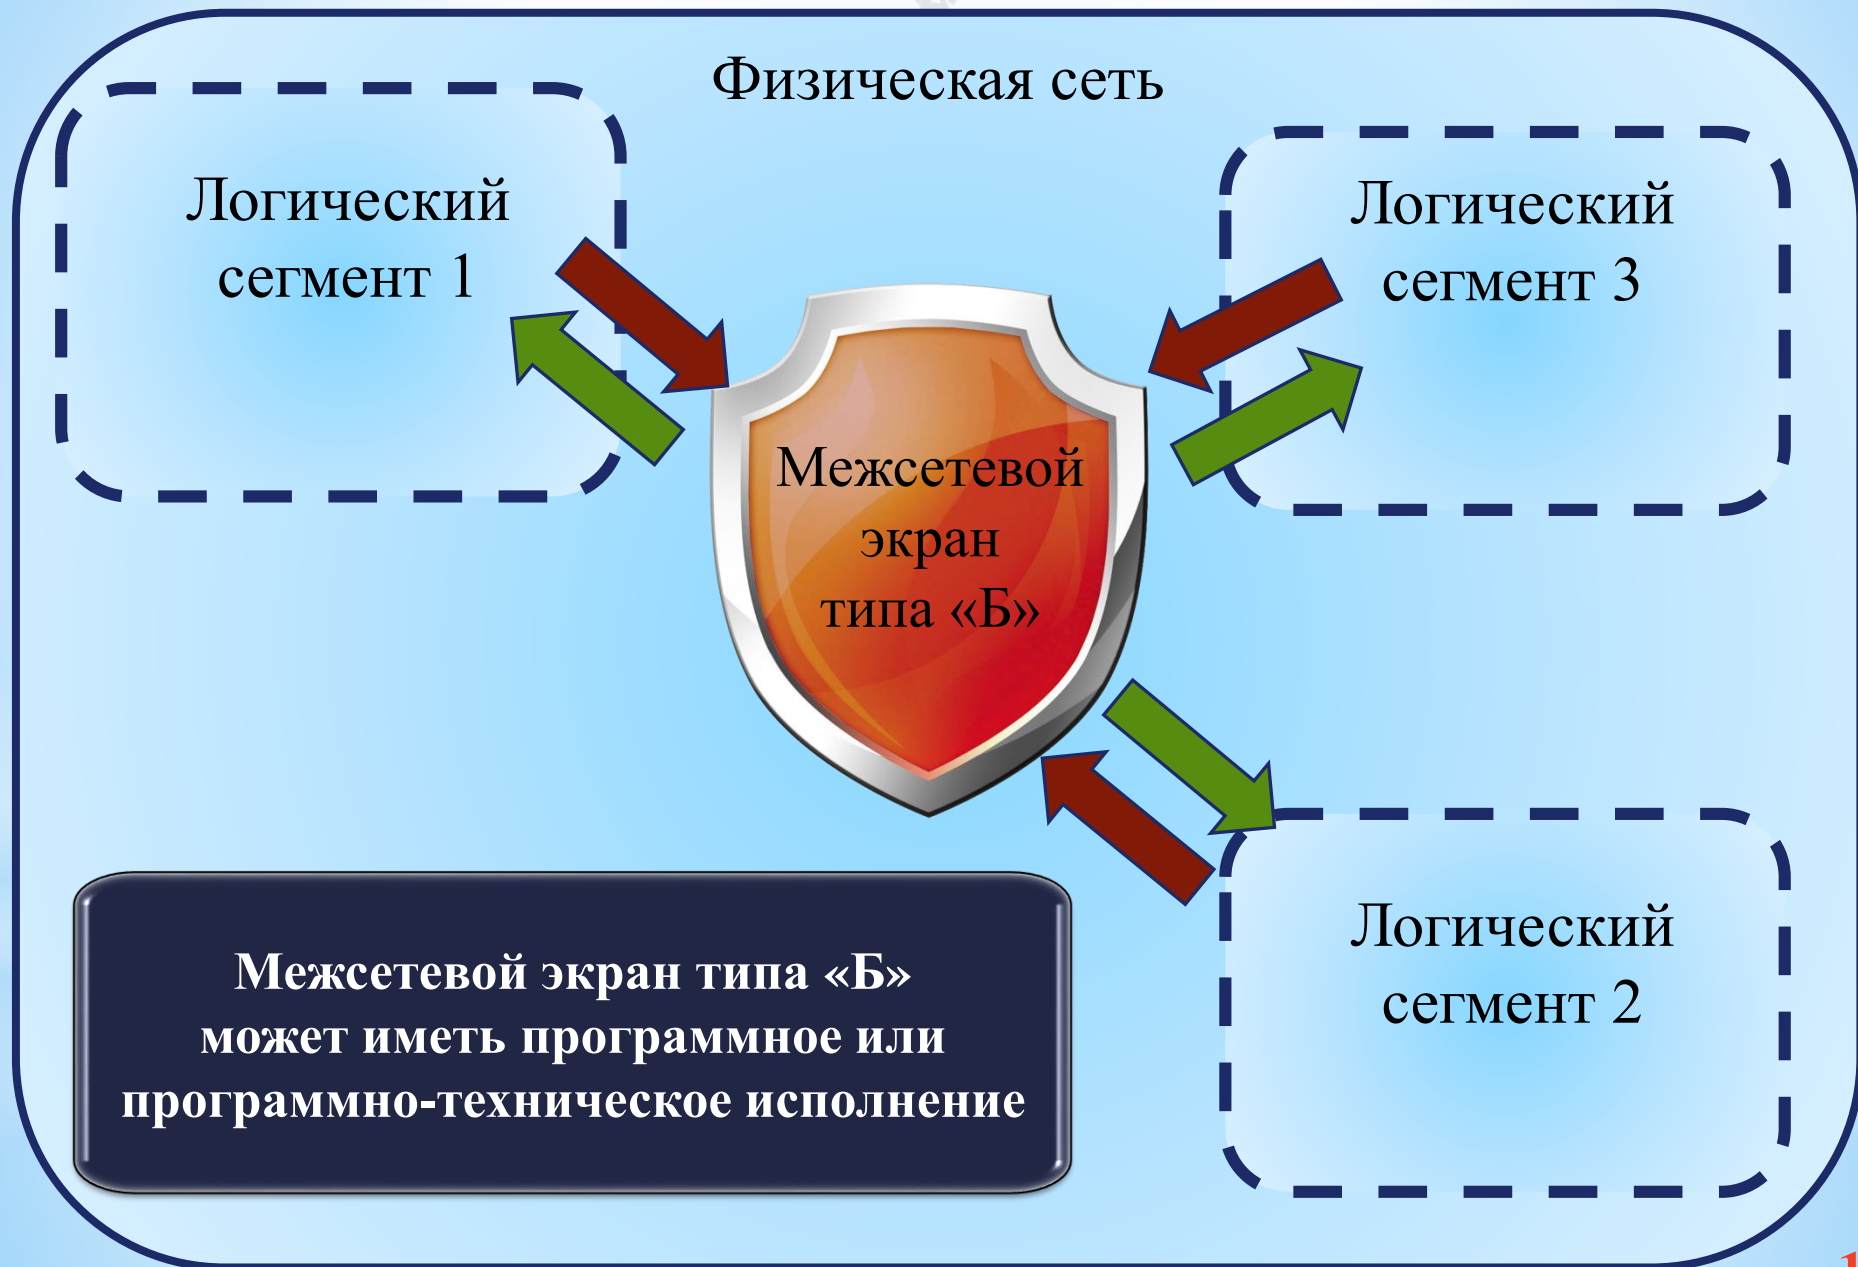 Физическая сеть
Логический
сегмент 1
Логический
сегмент 3
Межсетевой
экран
типа «Б»
Логический
сегмент 2
Межсетевой экран типа «Б»
может иметь программное или
программно-техническое исполнение